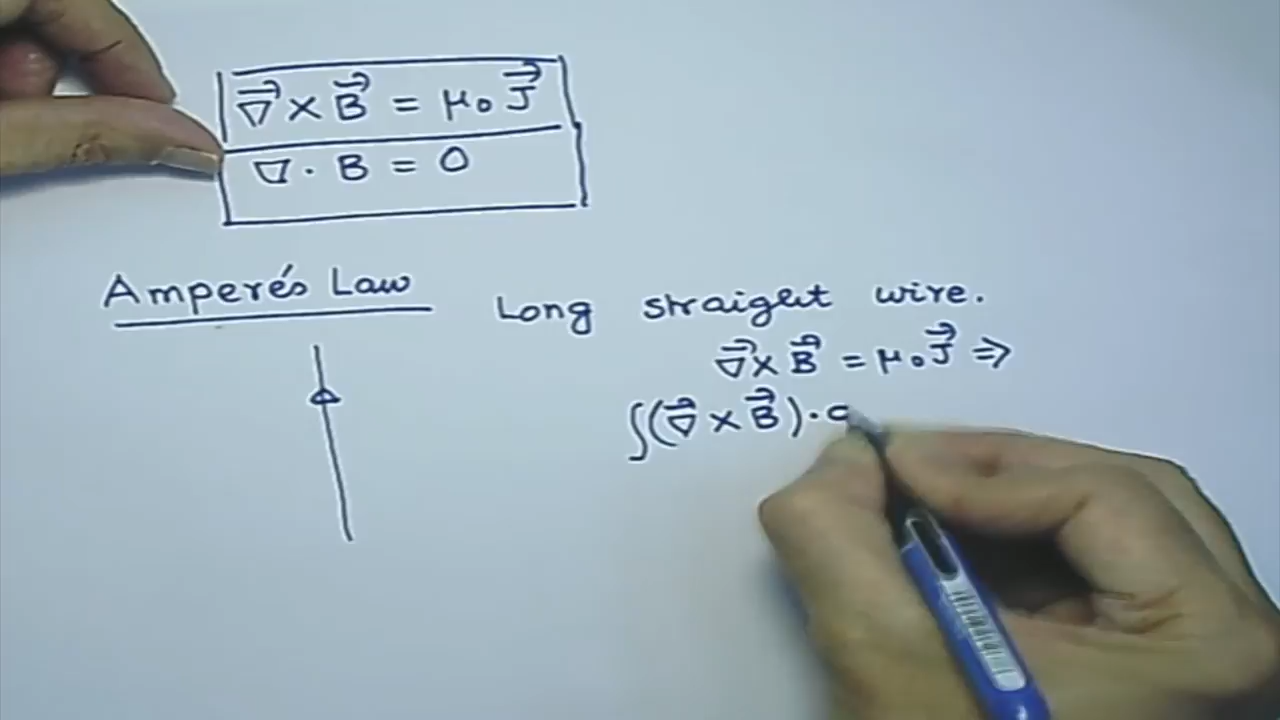 ∇⃗ × B⃗ = μ₀ J⃗
∇ · B = 0
Amperés Law
Long straight wire.
∇⃗ × B⃗ = μ₀ J⃗ ⇒
∫(∇⃗ × B⃗) ·